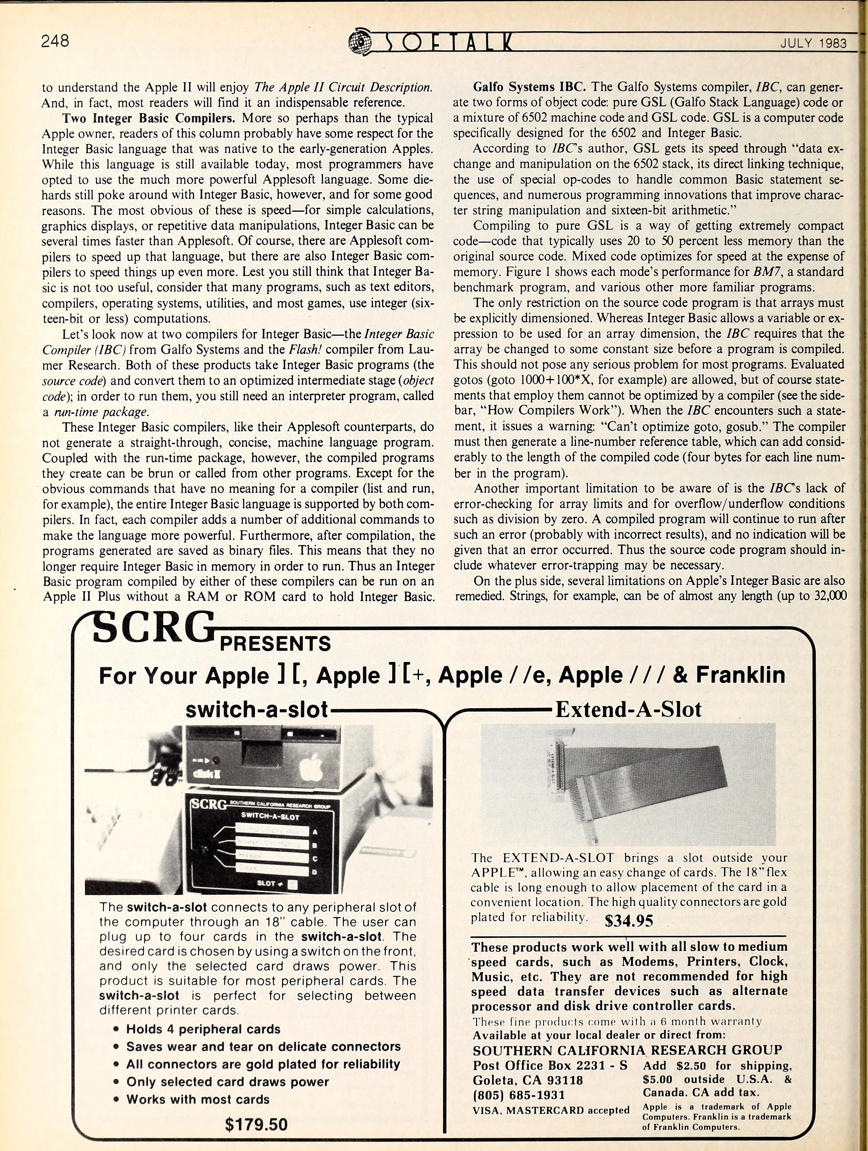 248
SOFTALK
JULY 1983
to understand the Apple II will enjoy The Apple II Circuit Description.
And, in fact, most readers will find it an indispensable reference.
Two Integer Basic Compilers. More so perhaps than the typical
Apple owner, readers of this column probably have some respect for the
Integer Basic language that was native to the early-generation Apples.
While this language is still available today, most programmers have
opted to use the much more powerful Applesoft language. Some die-
hards still poke around with Integer Basic, however, and for some good
reasons. The most obvious of these is speed—for simple calculations,
graphics displays, or repetitive data manipulations, Integer Basic can be
several times faster than Applesoft. Of course, there are Applesoft com-
pilers to speed up that language, but there are also Integer Basic com-
pilers to speed things up even more. Lest you still think that Integer Ba-
sic is not too useful, consider that many programs, such as text editors,
compilers, operating systems, utilities, and most games, use integer (six-
teen-bit or less) computations.
Let's look now at two compilers for Integer Basic—the Integer Basic
Compiler (IBC) from Galfo Systems and the Flash! compiler from Lau-
mer Research. Both of these products take Integer Basic programs (the
source code) and convert them to an optimized intermediate stage (object
code); in order to run them, you still need an interpreter program, called
a run-time package.
These Integer Basic compilers, like their Applesoft counterparts, do
not generate a straight-through, concise, machine language program.
Coupled with the run-time package, however, the compiled programs
they create can be brun or called from other programs. Except for the
obvious commands that have no meaning for a compiler (list and run,
for example), the entire Integer Basic language is supported by both com-
pilers. In fact, each compiler adds a number of additional commands to
make the language more powerful. Furthermore, after compilation, the
programs generated are saved as binary files. This means that they no
longer require Integer Basic in memory in order to run. Thus an Integer
Basic program compiled by either of these compilers can be run on an
Apple II Plus without a RAM or ROM card to hold Integer Basic.
Galfo Systems IBC. The Galfo Systems compiler, IBC, can gener-
ate two forms of object code: pure GSL (Galfo Stack Language) code or
a mixture of 6502 machine code and GSL code. GSL is a computer code
specifically designed for the 6502 and Integer Basic.
According to IBC's author, GSL gets its speed through "data ex-
change and manipulation on the 6502 stack, its direct linking technique,
the use of special op-codes to handle common Basic statement se-
quences, and numerous programming innovations that improve charac-
ter string manipulation and sixteen-bit arithmetic."
Compiling to pure GSL is a way of getting extremely compact
code—code that typically uses 20 to 50 percent less memory than the
original source code. Mixed code optimizes for speed at the expense of
memory. Figure 1 shows each mode's performance for BM7, a standard
benchmark program, and various other more familiar programs.
The only restriction on the source code program is that arrays must
be explicitly dimensioned. Whereas Integer Basic allows a variable or ex-
pression to be used for an array dimension, the IBC requires that the
array be changed to some constant size before a program is compiled.
This should not pose any serious problem for most programs. Evaluated
gotos (goto 1000+100*X, for example) are allowed, but of course state-
ments that employ them cannot be optimized by a compiler (see the side-
bar, "How Compilers Work"). When the IBC encounters such a state-
ment, it issues a warning: "Can't optimize goto, gosub." The compiler
must then generate a line-number reference table, which can add consid-
erably to the length of the compiled code (four bytes for each line num-
ber in the program).
Another important limitation to be aware of is the IBC's lack of
error-checking for array limits and for overflow/underflow conditions
such as division by zero. A compiled program will continue to run after
such an error (probably with incorrect results), and no indication will be
given that an error occurred. Thus the source code program should in-
clude whatever error-trapping may be necessary.
On the plus side, several limitations on Apple's Integer Basic are also
remedied. Strings, for example, can be of almost any length (up to 32,000
SCRG PRESENTS
For Your Apple ][, Apple ][+, Apple //e, Apple /// & Franklin
switch-a-slot
disk II
SCRG SOUTHERN CALIFORNIA RESEARCH GROUP
SWITCH-A-SLOT
A
B
C
D
SLOT #
The switch-a-slot connects to any peripheral slot of
the computer through an 18" cable. The user can
plug up to four cards in the switch-a-slot. The
desired card is chosen by using a switch on the front,
and only the selected card draws power. This
product is suitable for most peripheral cards. The
switch-a-slot is perfect for selecting between
different printer cards.
• Holds 4 peripheral cards
• Saves wear and tear on delicate connectors
• All connectors are gold plated for reliability
• Only selected card draws power
• Works with most cards
$179.50
Extend-A-Slot
The EXTEND-A-SLOT brings a slot outside your
APPLE™, allowing an easy change of cards. The 18" flex
cable is long enough to allow placement of the card in a
convenient location. The high quality connectors are gold
plated for reliability. $34.95
These products work well with all slow to medium
speed cards, such as Modems, Printers, Clock,
Music, etc. They are not recommended for high
speed data transfer devices such as alternate
processor and disk drive controller cards.
These fine products come with a 6 month warranty
Available at your local dealer or direct from:
SOUTHERN CALIFORNIA RESEARCH GROUP
Post Office Box 2231 - S
Goleta, CA 93118
(805) 685-1931
VISA, MASTERCARD accepted
Add $2.50 for shipping,
$5.00 outside U.S.A. &
Canada. CA add tax.
Apple is a trademark of Apple
Computers. Franklin is a trademark
of Franklin Computers.